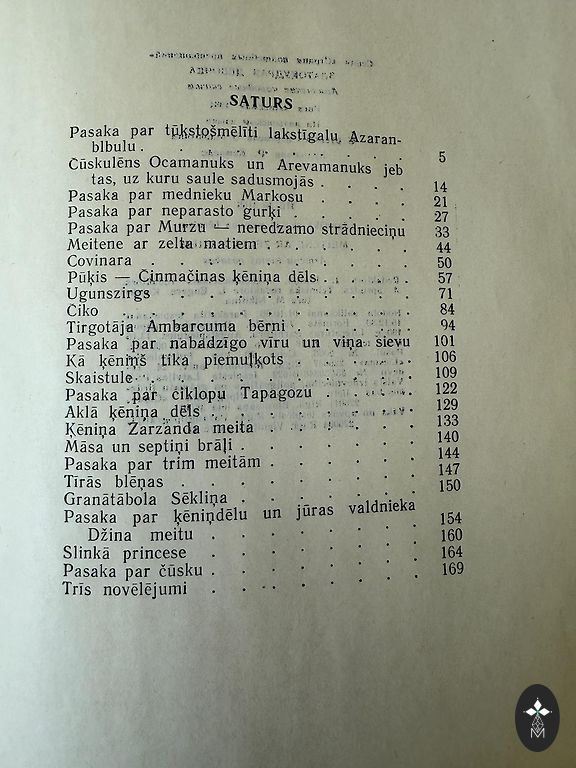 SATURS
Pasaka par tūkstošmēlīti lakstīgalu Azaran-
blbulu . . . . . . . . 5
Čūskulēns Ocamanuks un Arevamanuks jeb
tas, uz kuru saule sadusmojās . . . . 14
Pasaka par mednieku Markosu . . . . 21
Pasaka par neparasto gurķi . . . . 27
Pasaka par Murzu — neredzamo strādnieciņu 33
Meitene ar zelta matiem . . . . . 44
Covinara . . . . . . . . 50
Pūķis — Činmačinas ķēniņa dēls . . . . 57
Ugunszirgs . . . . . . . 71
Ciko . . . . . . . . 84
Tirgotāja Ambarcuma bērni . . . . 94
Pasaka par nabadzīgo vīru un viņa sievu 101
Kā ķēniņš tika piemuļķots . . . . 106
Skaistule . . . . . . . . 109
Pasaka par ciklopu Tapagozu . . . . 122
Aklā ķēniņa dēls . . . . . . 129
Ķēniņa Žarzanda meita . . . . . 133
Māsa un septiņi brāļi . . . . . 140
Pasaka par trim meitām . . . . . 144
Tīrās blēņas . . . . . . . 147
Granātābola Sēkliņa . . . . . . 150
Pasaka par ķēniņdēlu un jūras valdnieka
Džina meitu . . . . . . 154
Slinkā princese . . . . . . 160
Pasaka par čūsku . . . . . . 164
Trīs novēlējumi . . . . . . 169
M